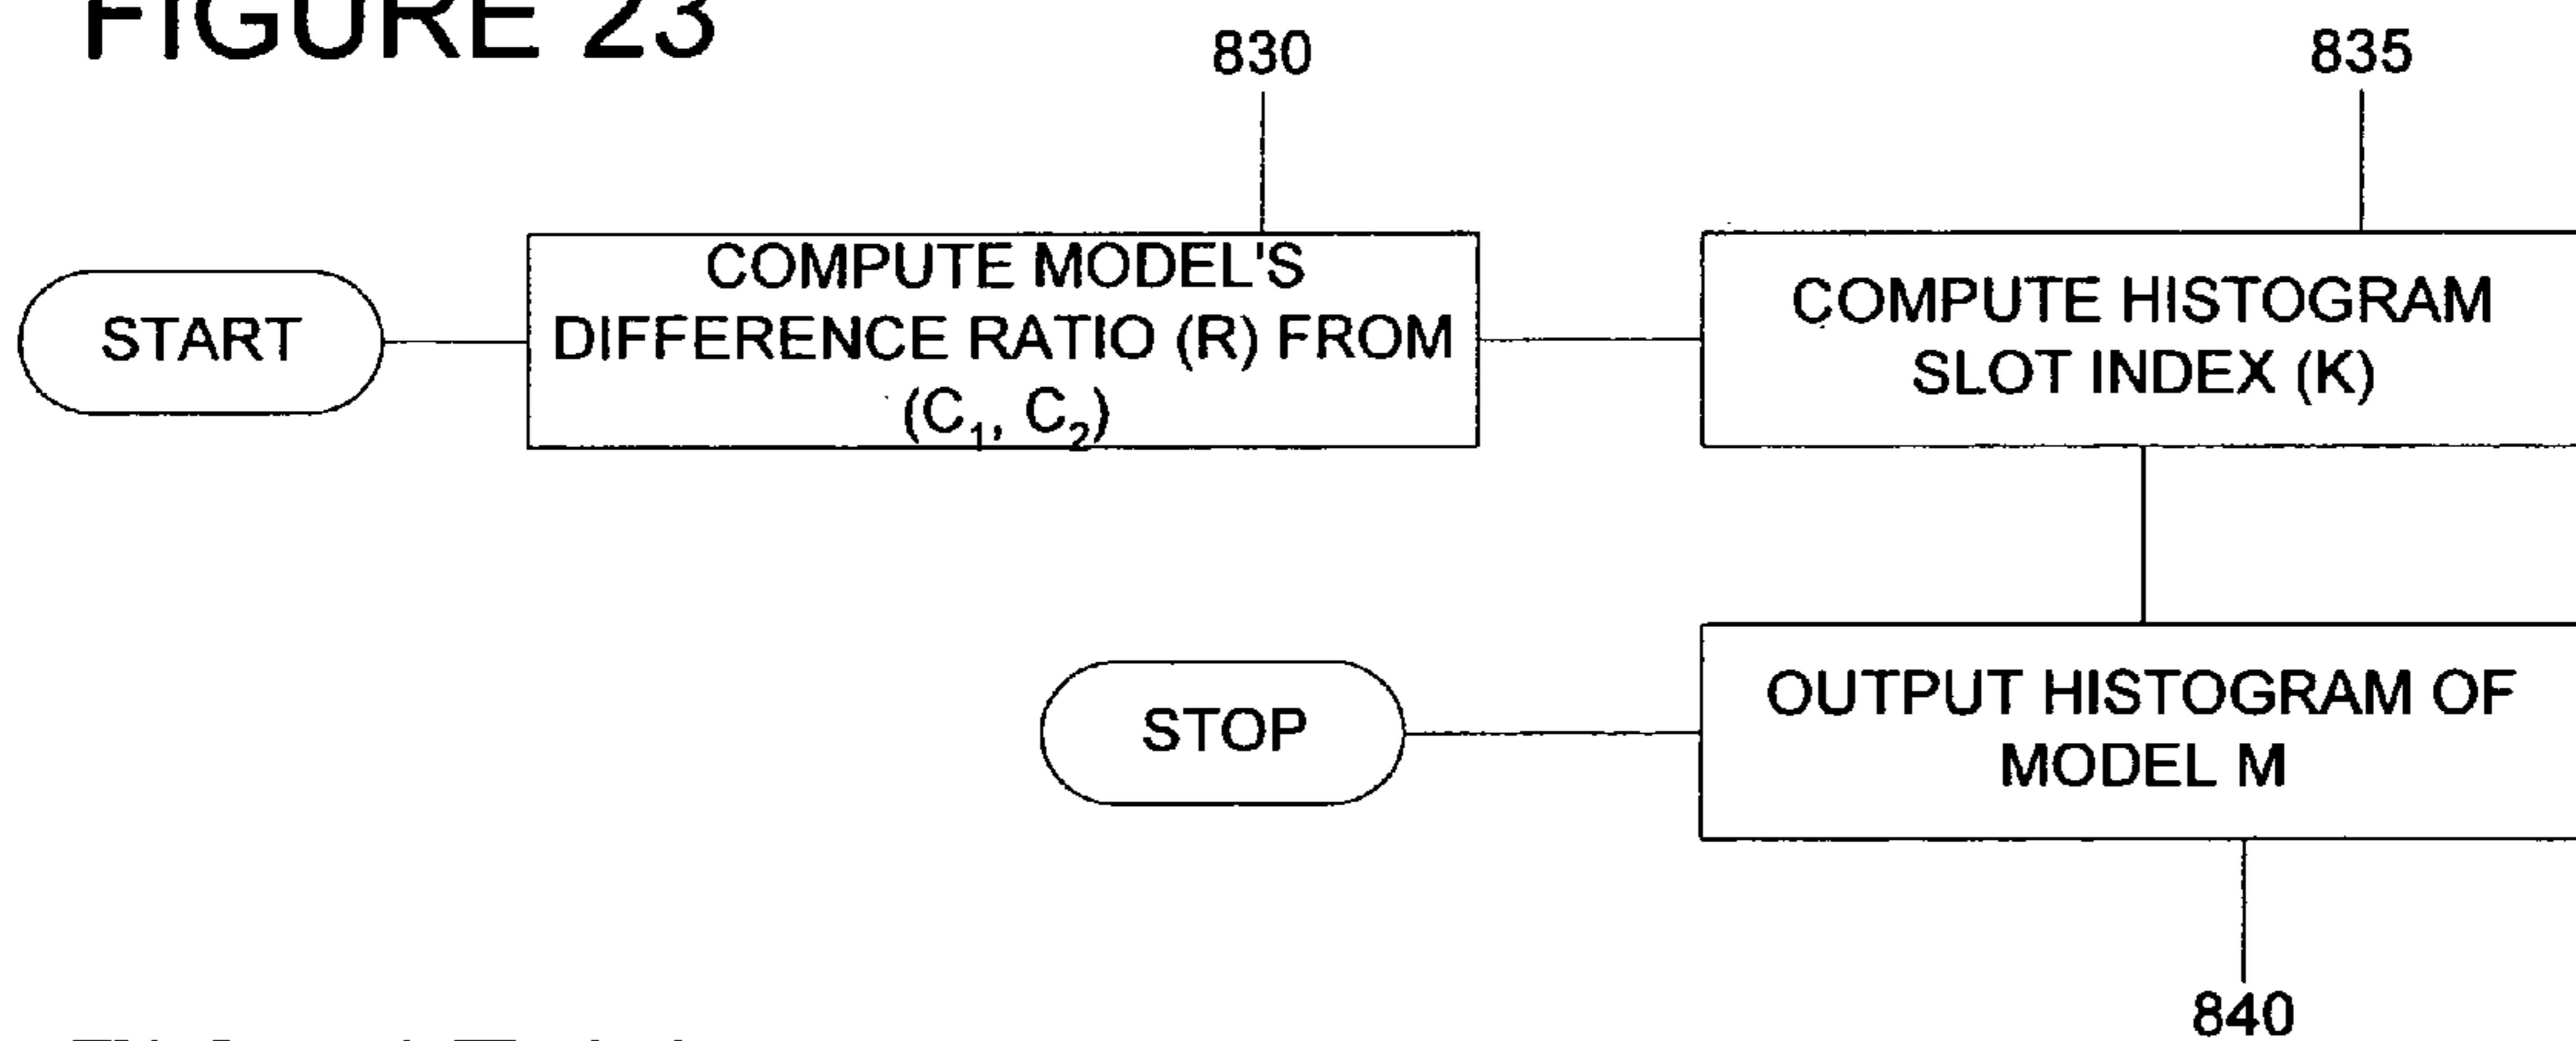 FIGURE 23
830
835
START
COMPUTE MODEL'S
DIFFERENCE RATIO (R) FROM
(C₁, C₂)
COMPUTE HISTOGRAM
SLOT INDEX (K)
STOP
OUTPUT HISTOGRAM OF
MODEL M
840